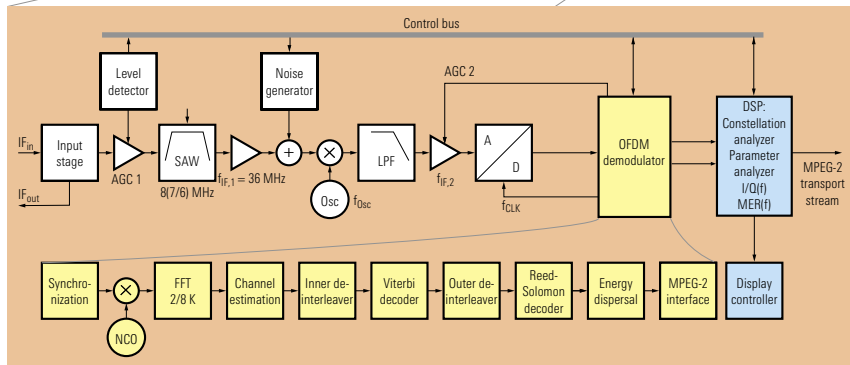 Control bus
Level
detector
Noise
generator
AGC 2
IFin
Input
stage
IFout
AGC 1
SAW
8(7/6) MHz
fIF,1 = 36 MHz
+
×
Osc
fOsc
LPF
fIF,2
A
D
fCLK
OFDM
demodulator
DSP:
Constellation
analyzer
Parameter
analyzer
I/Q(f)
MER(f)
MPEG-2
transport
stream
Synchro-
nization
×
NCO
FFT
2/8 K
Channel
estimation
Inner de-
interleaver
Viterbi
decoder
Outer de-
interleaver
Reed-
Solomon
decoder
Energy
dispersal
MPEG-2
interface
Display
controller